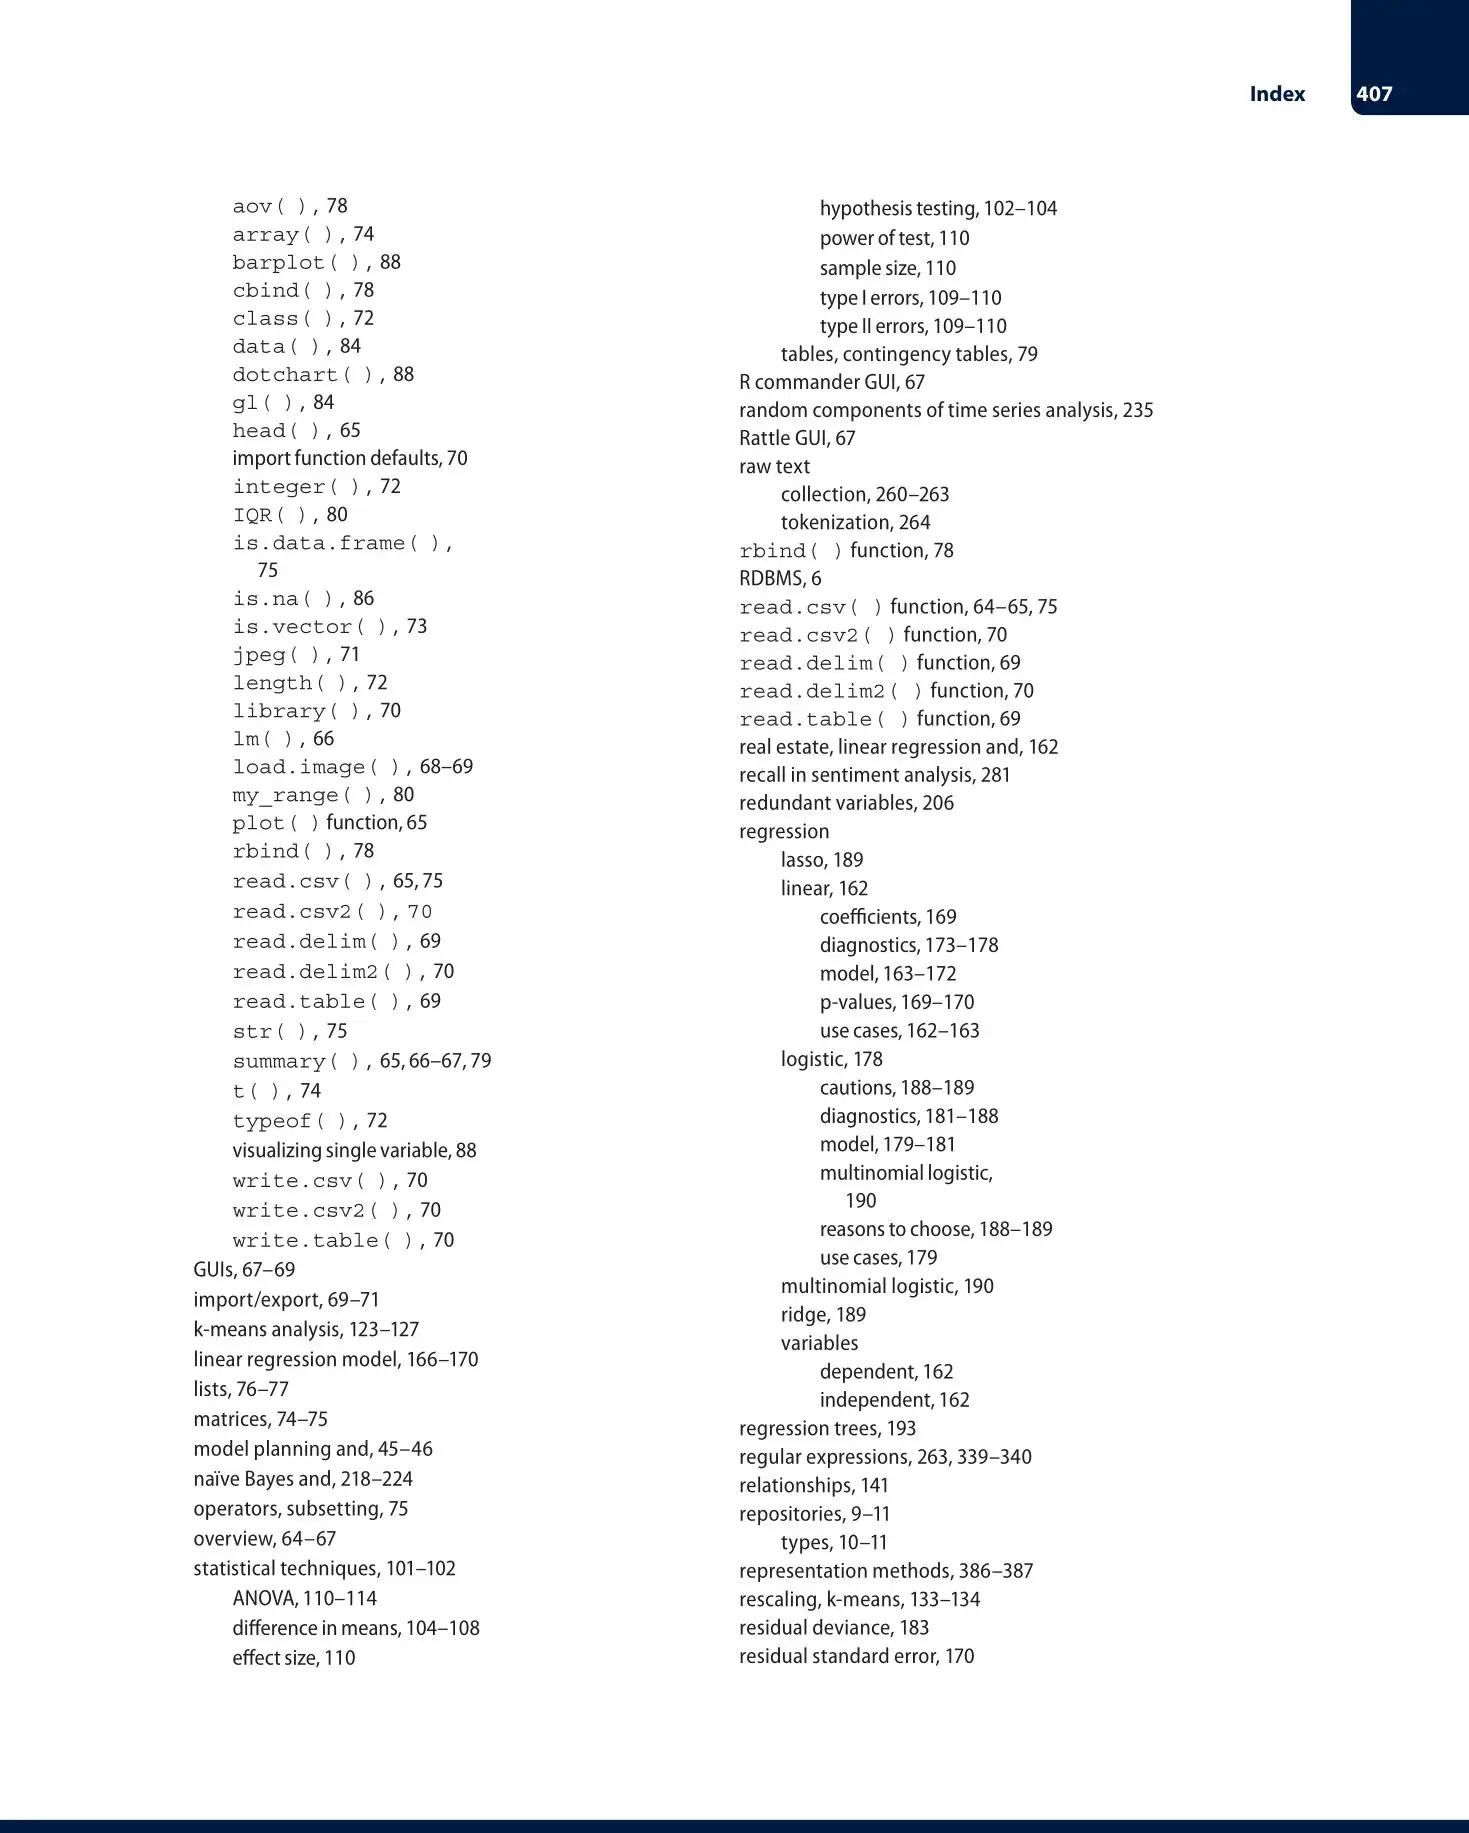 Index 407
aov( ), 78
array( ), 74
barplot( ), 88
cbind( ), 78
class( ), 72
data( ), 84
dotchart( ), 88
gl( ), 84
head( ), 65
import function defaults, 70
integer( ), 72
IQR( ), 80
is.data.frame( ),
75
is.na( ), 86
is.vector( ), 73
jpeg( ), 71
length( ), 72
library( ), 70
lm( ), 66
load.image( ), 68–69
my_range( ), 80
plot( ) function, 65
rbind( ), 78
read.csv( ), 65, 75
read.csv2( ), 70
read.delim( ), 69
read.delim2( ), 70
read.table( ), 69
str( ), 75
summary( ), 65, 66–67, 79
t( ), 74
typeof( ), 72
visualizing single variable, 88
write.csv( ), 70
write.csv2( ), 70
write.table( ), 70
GUIs, 67–69
import/export, 69–71
k-means analysis, 123–127
linear regression model, 166–170
lists, 76–77
matrices, 74–75
model planning and, 45–46
naïve Bayes and, 218–224
operators, subsetting, 75
overview, 64–67
statistical techniques, 101–102
ANOVA, 110–114
difference in means, 104–108
effect size, 110
hypothesis testing, 102–104
power of test, 110
sample size, 110
type I errors, 109–110
type II errors, 109–110
tables, contingency tables, 79
R commander GUI, 67
random components of time series analysis, 235
Rattle GUI, 67
raw text
collection, 260–263
tokenization, 264
rbind( ) function, 78
RDBMS, 6
read.csv( ) function, 64–65, 75
read.csv2( ) function, 70
read.delim( ) function, 69
read.delim2( ) function, 70
read.table( ) function, 69
real estate, linear regression and, 162
recall in sentiment analysis, 281
redundant variables, 206
regression
lasso, 189
linear, 162
coefficients, 169
diagnostics, 173–178
model, 163–172
p-values, 169–170
use cases, 162–163
logistic, 178
cautions, 188–189
diagnostics, 181–188
model, 179–181
multinomial logistic,
190
reasons to choose, 188–189
use cases, 179
multinomial logistic, 190
ridge, 189
variables
dependent, 162
independent, 162
regression trees, 193
regular expressions, 263, 339–340
relationships, 141
repositories, 9–11
types, 10–11
representation methods, 386–387
rescaling, k-means, 133–134
residual deviance, 183
residual standard error, 170